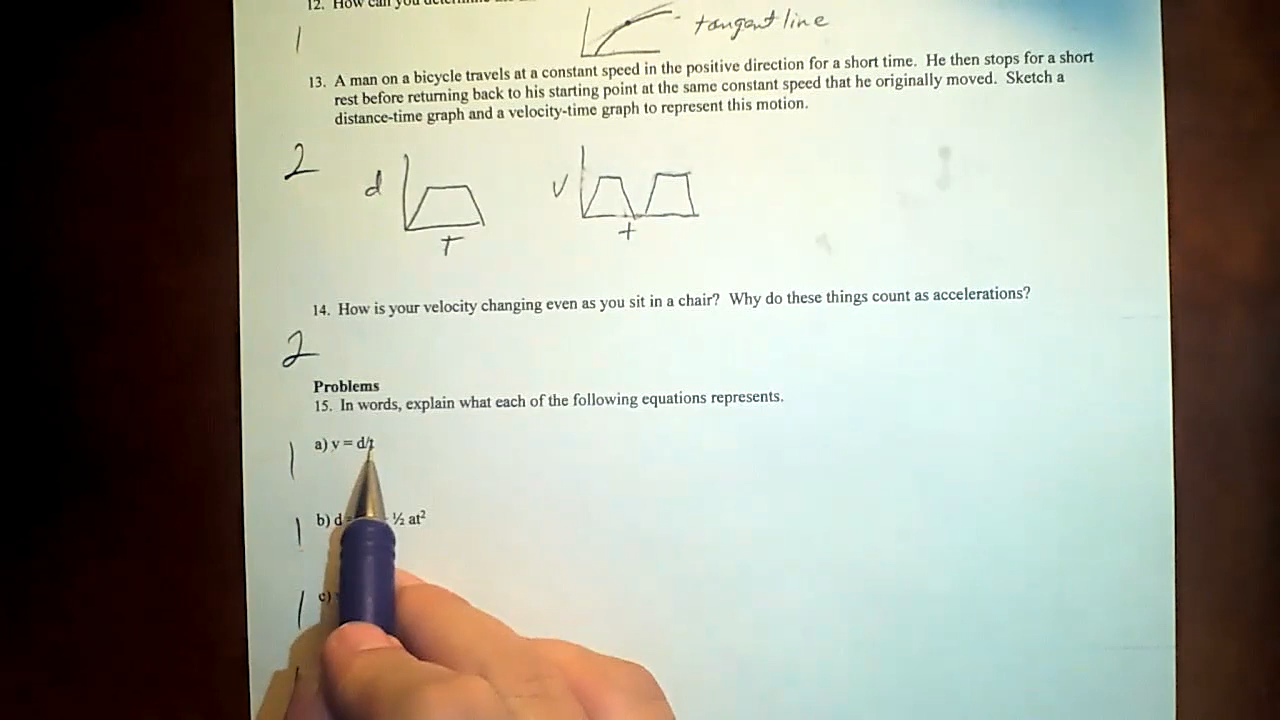 12. How can you
tangent line
1
13. A man on a bicycle travels at a constant speed in the positive direction for a short time. He then stops for a short
rest before returning back to his starting point at the same constant speed that he originally moved. Sketch a
distance-time graph and a velocity-time graph to represent this motion.
2
d
T
v
t
14. How is your velocity changing even as you sit in a chair? Why do these things count as accelerations?
2
Problems
15. In words, explain what each of the following equations represents.
1 a) v = d/t
1 b) d = ½ at²
1 c)